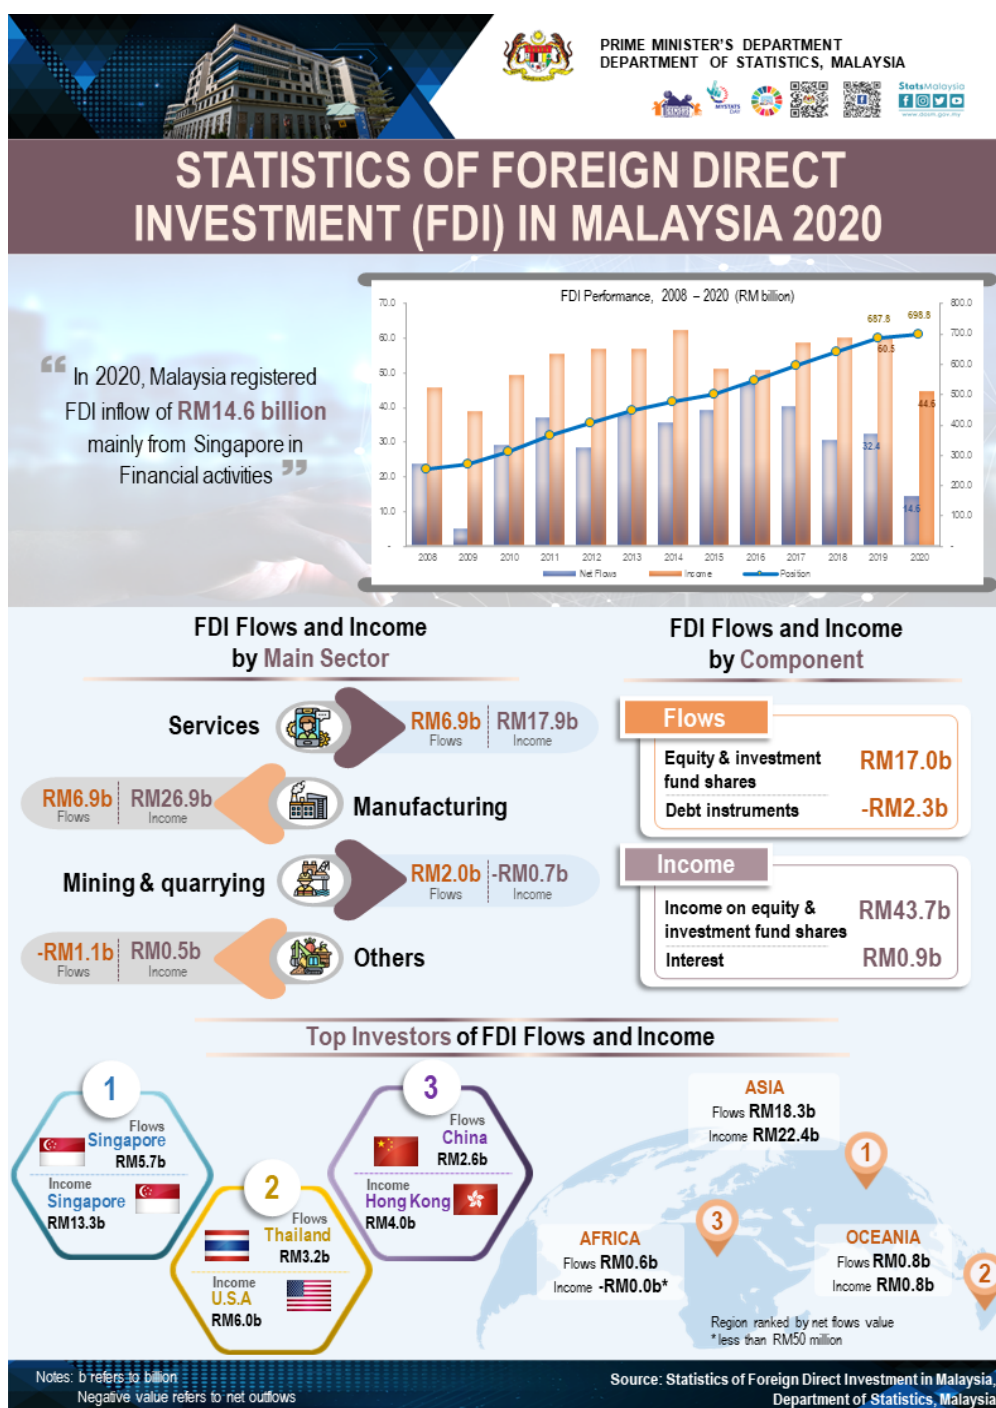 PRIME MINISTER'S DEPARTMENT
DEPARTMENT OF STATISTICS, MALAYSIA
MYSTATS
DAY
StatsMalaysia
www.dosm.gov.my
STATISTICS OF FOREIGN DIRECT
INVESTMENT (FDI) IN MALAYSIA 2020
“ In 2020, Malaysia registered
FDI inflow of RM14.6 billion
mainly from Singapore in
Financial activities ”
FDI Performance, 2008 – 2020 (RM billion)
70.0
60.0
50.0
40.0
30.0
20.0
10.0
-
800.0
700.0
600.0
500.0
400.0
300.0
200.0
100.0
-
687.8
698.8
60.5
44.6
32.4
14.6
2008 2009 2010 2011 2012 2013 2014 2015 2016 2017 2018 2019 2020
Net Flows Income Position
FDI Flows and Income
by Main Sector
Services
RM6.9b RM17.9b
Flows Income
RM6.9b RM26.9b
Flows Income
Manufacturing
Mining & quarrying
RM2.0b -RM0.7b
Flows Income
-RM1.1b RM0.5b
Flows Income
Others
FDI Flows and Income
by Component
Flows
Equity & investment
fund shares
RM17.0b
Debt instruments -RM2.3b
Income
Income on equity &
investment fund shares
RM43.7b
Interest RM0.9b
Top Investors of FDI Flows and Income
1
Flows
Singapore
RM5.7b
Income
Singapore
RM13.3b
2
Flows
Thailand
RM3.2b
Income
U.S.A
RM6.0b
3
Flows
China
RM2.6b
Income
Hong Kong
RM4.0b
ASIA
Flows RM18.3b
Income RM22.4b
1
3
AFRICA
Flows RM0.6b
Income -RM0.0b*
OCEANIA
Flows RM0.8b
Income RM0.8b
2
Region ranked by net flows value
*less than RM50 million
Notes: b refers to billion
Negative value refers to net outflows
Source: Statistics of Foreign Direct Investment in Malaysia,
Department of Statistics, Malaysia